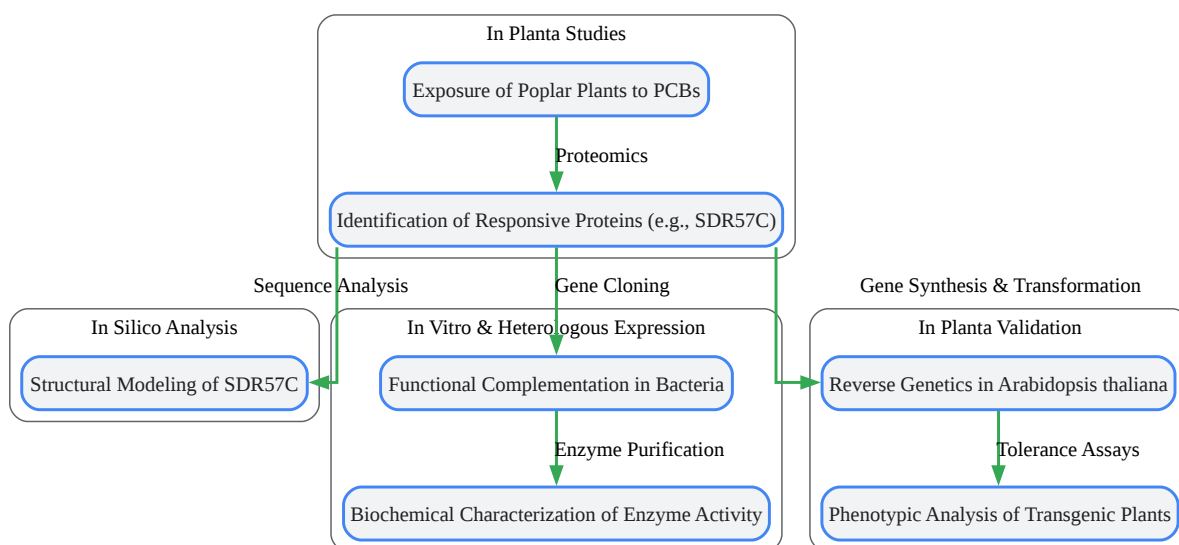 In Planta Studies
Exposure of Poplar Plants to PCBs
Proteomics
Identification of Responsive Proteins (e.g., SDR57C)
Sequence Analysis
Gene Cloning
Gene Synthesis & Transformation
In Silico Analysis
In Vitro & Heterologous Expression
In Planta Validation
Structural Modeling of SDR57C
Functional Complementation in Bacteria
Reverse Genetics in Arabidopsis thaliana
Enzyme Purification
Tolerance Assays
Biochemical Characterization of Enzyme Activity
Phenotypic Analysis of Transgenic Plants